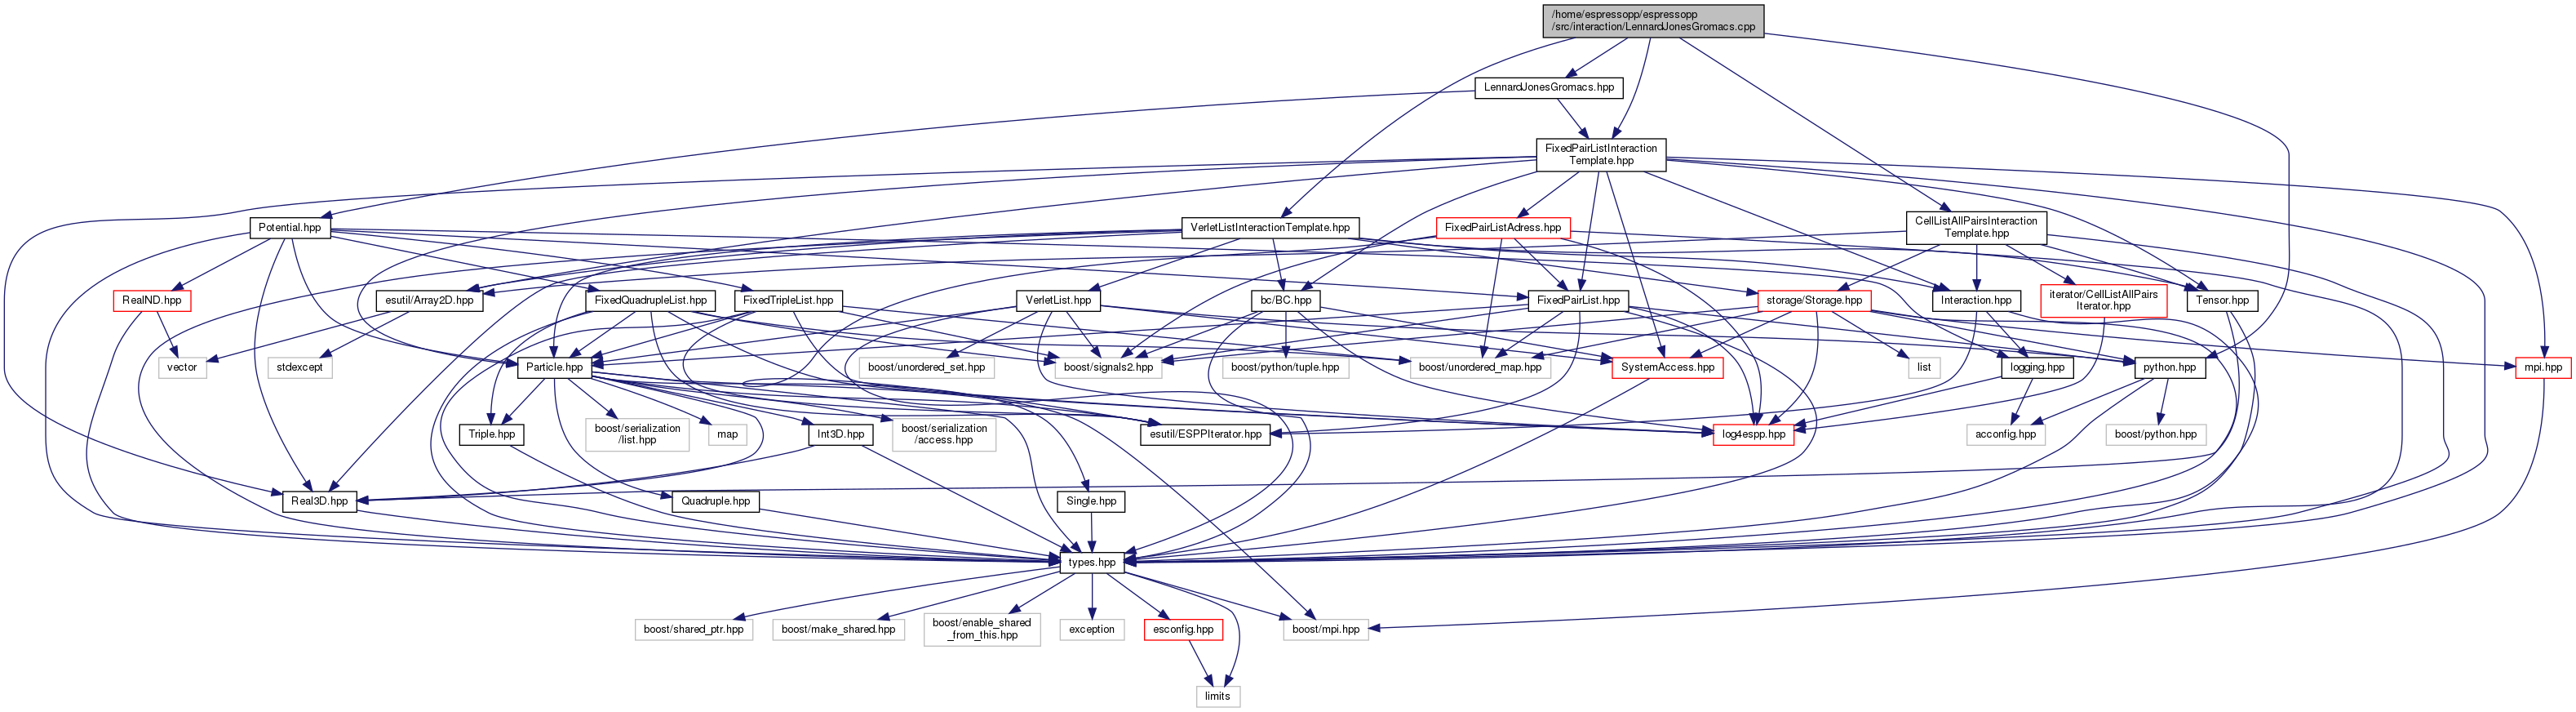 /home/espressopp/espressopp
/src/interaction/LennardJonesGromacs.cpp
LennardJonesGromacs.hpp
FixedPairListInteraction
Template.hpp
Potential.hpp
VerletListInteractionTemplate.hpp
FixedPairListAdress.hpp
CellListAllPairsInteraction
Template.hpp
RealND.hpp
esutil/Array2D.hpp
FixedQuadrupleList.hpp
FixedTripleList.hpp
VerletList.hpp
bc/BC.hpp
FixedPairList.hpp
storage/Storage.hpp
Interaction.hpp
iterator/CellListAllPairs
Iterator.hpp
Tensor.hpp
vector
stdexcept
Particle.hpp
boost/unordered_set.hpp
boost/signals2.hpp
boost/python/tuple.hpp
boost/unordered_map.hpp
SystemAccess.hpp
list
logging.hpp
python.hpp
mpi.hpp
Triple.hpp
boost/serialization
/list.hpp
map
Int3D.hpp
boost/serialization
/access.hpp
esutil/ESPPIterator.hpp
log4espp.hpp
acconfig.hpp
boost/python.hpp
Real3D.hpp
Quadruple.hpp
Single.hpp
types.hpp
boost/shared_ptr.hpp
boost/make_shared.hpp
boost/enable_shared
_from_this.hpp
exception
esconfig.hpp
boost/mpi.hpp
limits